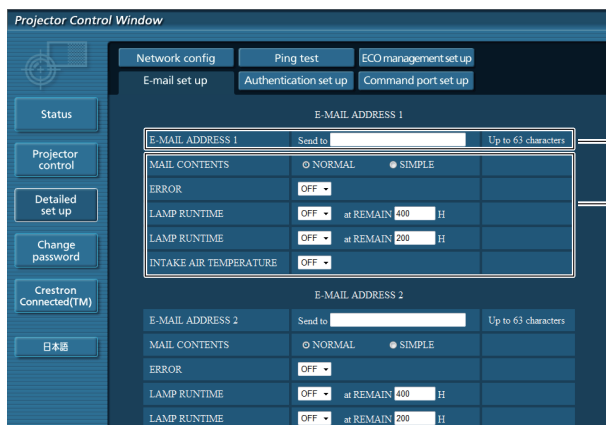 Projector Control Window
Network config Ping test ECO management set up
E-mail set up Authentication set up Command port set up
Status
Projector control
Detailed set up
Change password
Crestron Connected(TM)
日本語
E-MAIL ADDRESS 1
E-MAIL ADDRESS 1 Send to Up to 63 characters
MAIL CONTENTS NORMAL SIMPLE
ERROR OFF
LAMP RUNTIME OFF at REMAIN 400 H
LAMP RUNTIME OFF at REMAIN 200 H
INTAKE AIR TEMPERATURE OFF
E-MAIL ADDRESS 2
E-MAIL ADDRESS 2 Send to Up to 63 characters
MAIL CONTENTS NORMAL SIMPLE
ERROR OFF
LAMP RUNTIME OFF at REMAIN 400 H
LAMP RUNTIME OFF at REMAIN 200 H